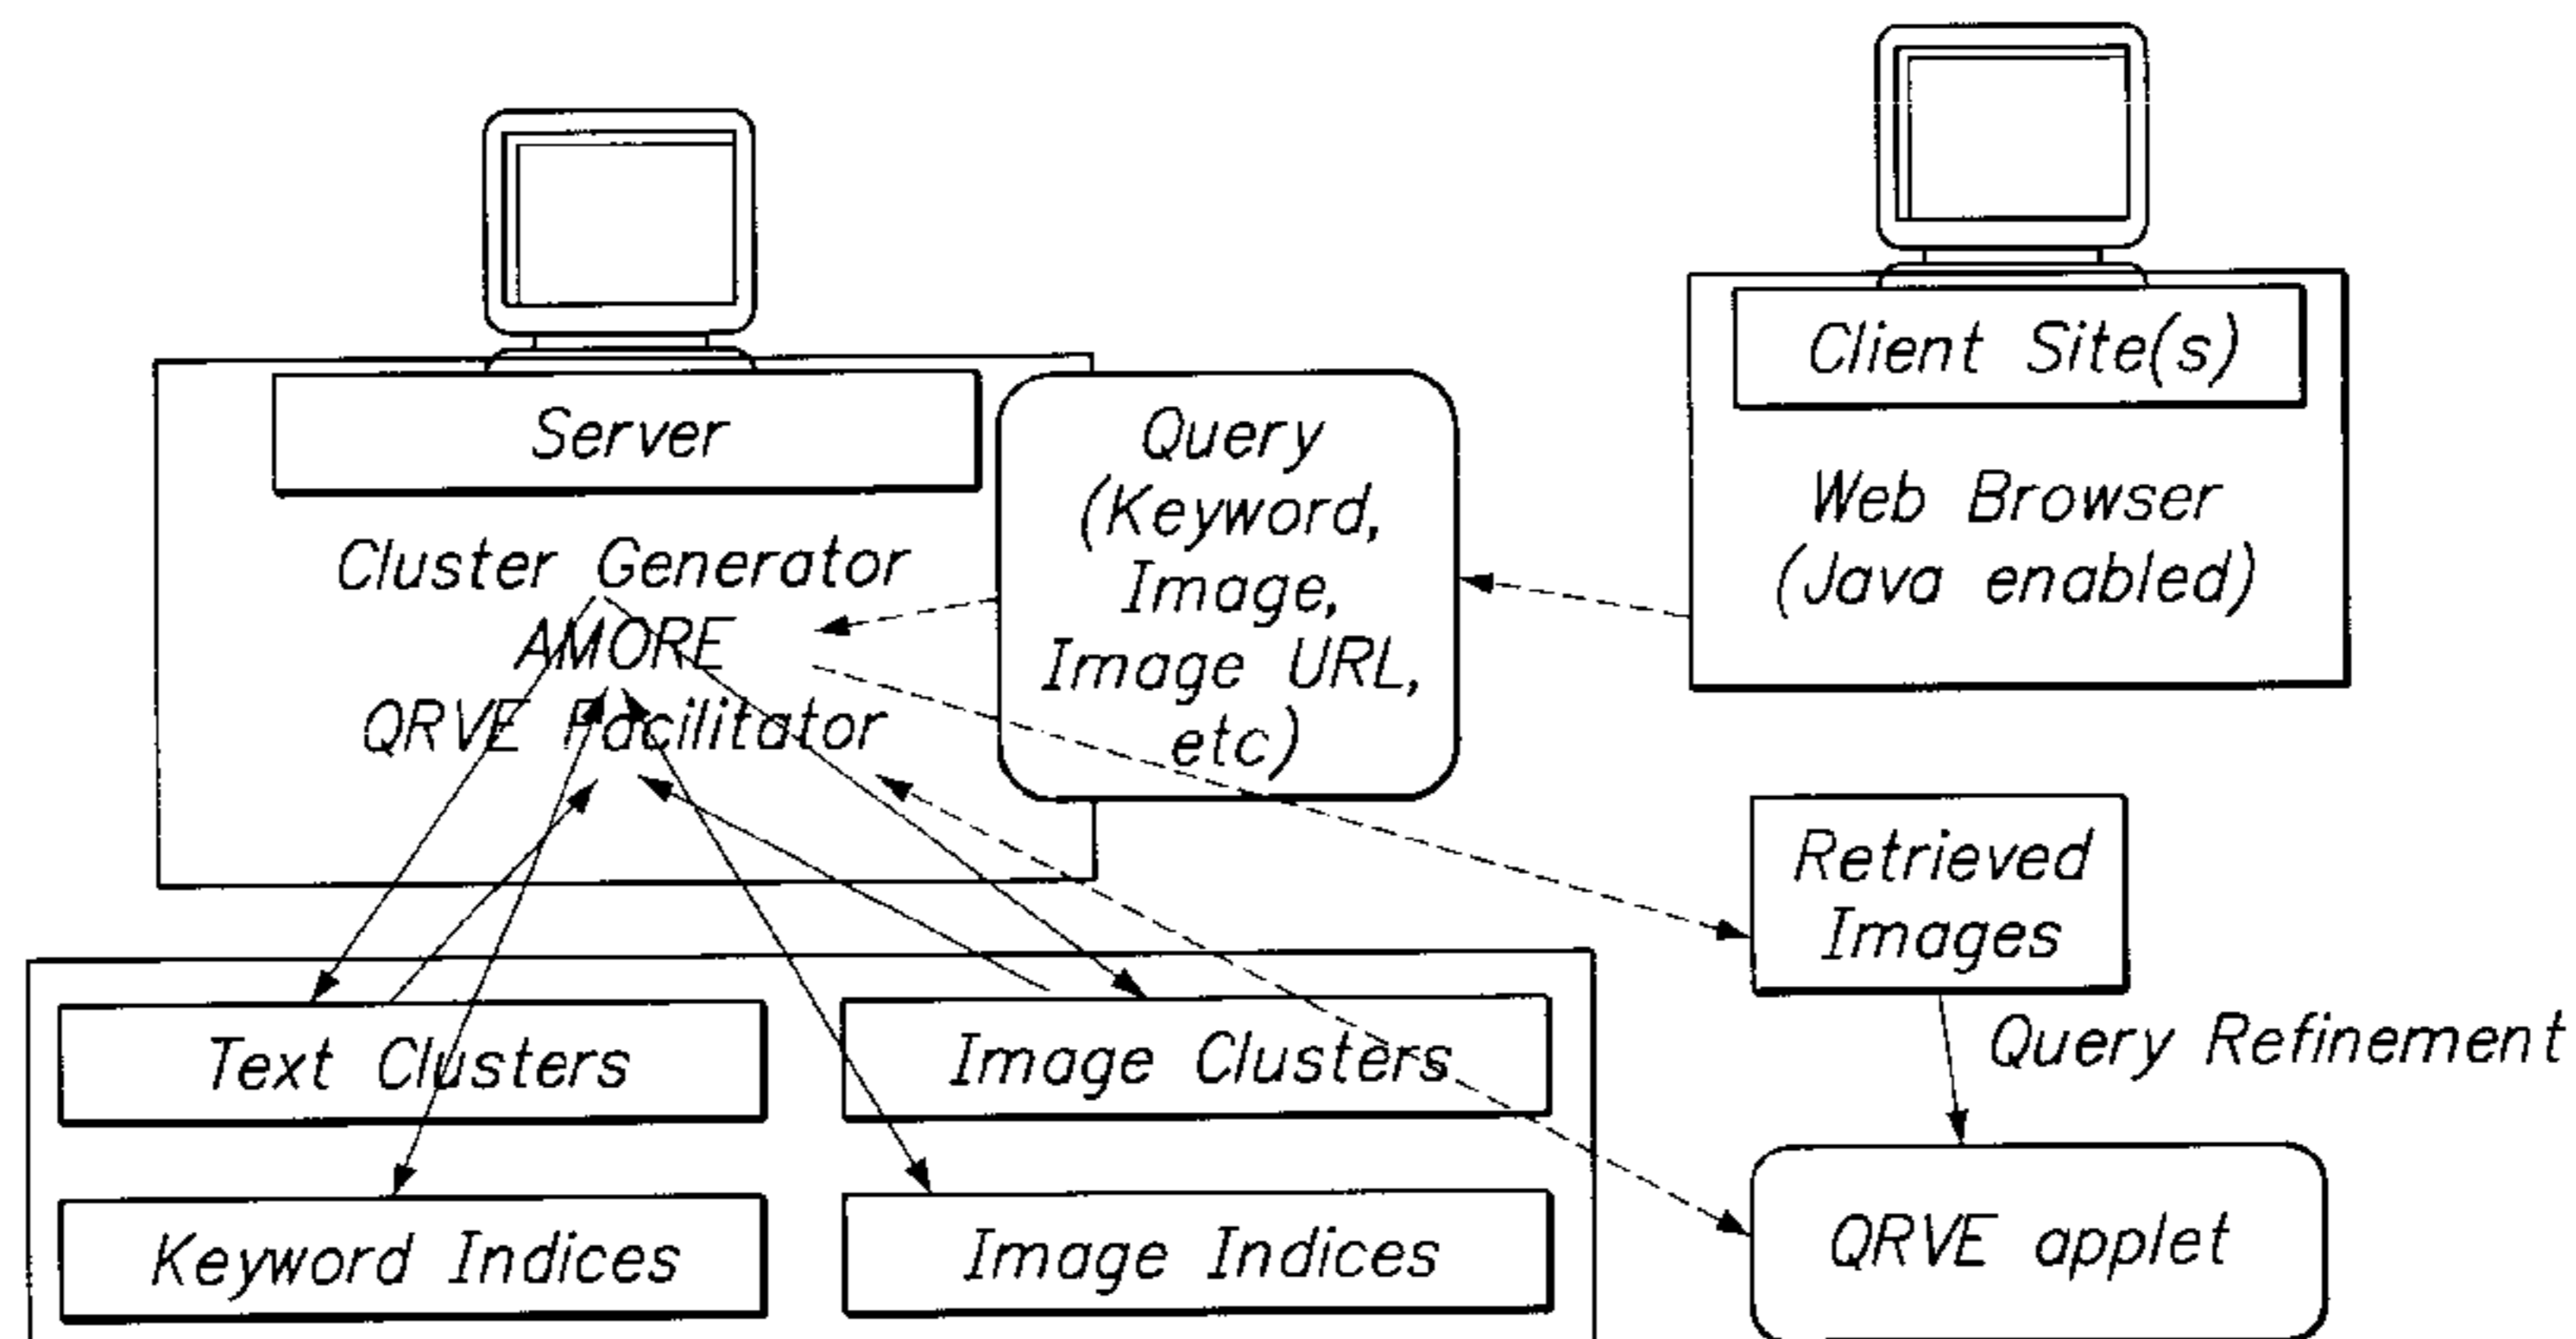 Server
Cluster Generator
AMORE
QRVE Facilitator
Query
(Keyword,
Image,
Image URL,
etc)
Client Site(s)
Web Browser
(Java enabled)
Retrieved
Images
Query Refinement
QRVE applet
Text Clusters
Image Clusters
Keyword Indices
Image Indices